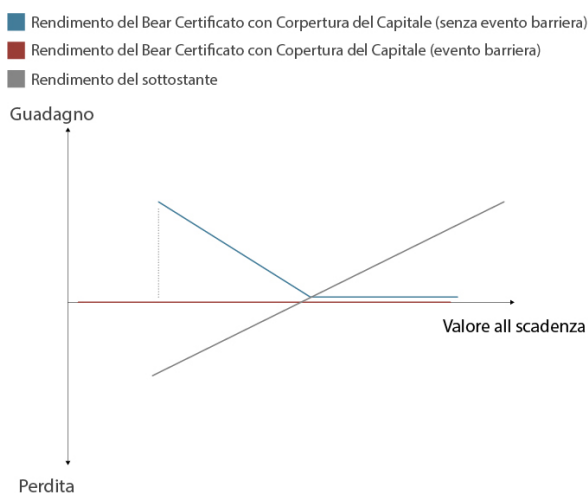 Rendimento del Bear Certificato con Corpertura del Capitale (senza evento barriera)
Rendimento del Bear Certificato con Copertura del Capitale (evento barriera)
Rendimento del sottostante
Guadagno
Valore all scadenza
Perdita